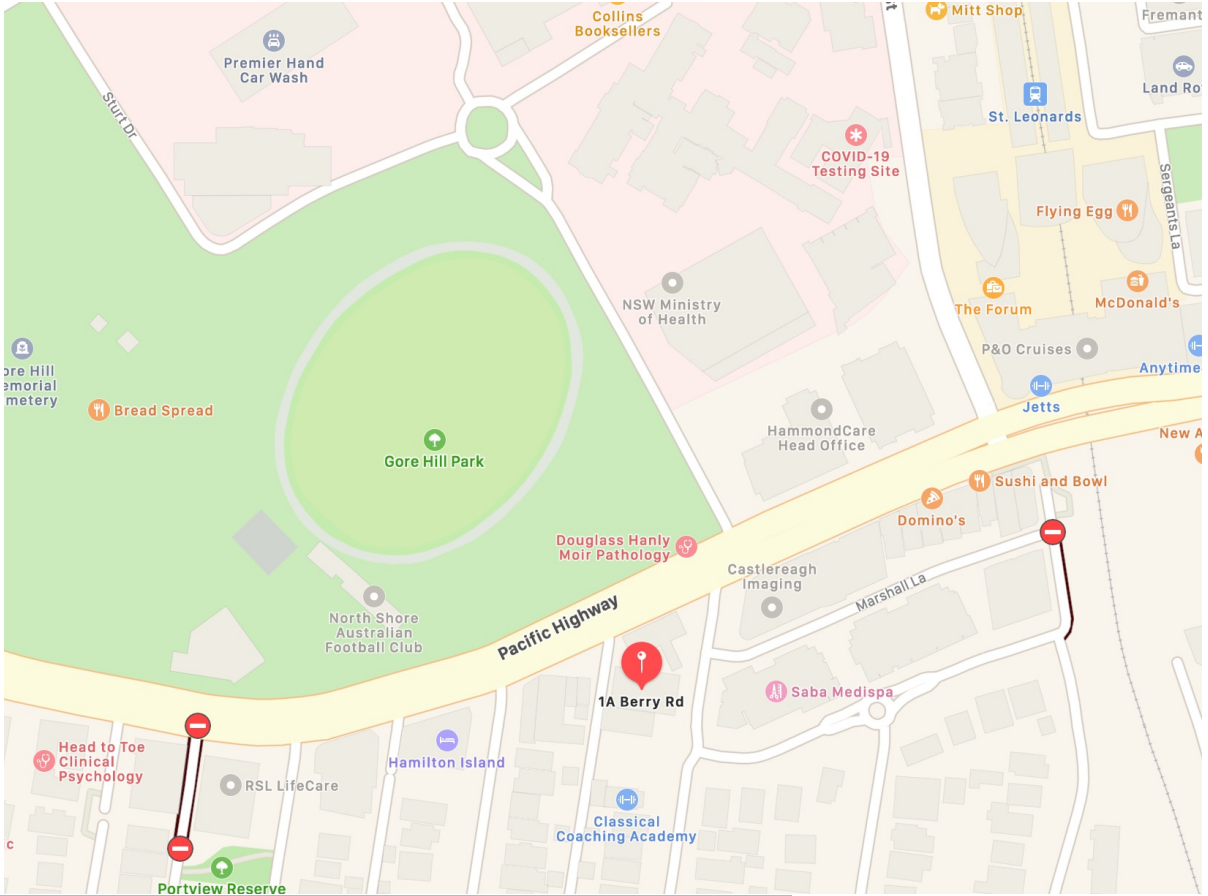 Collins
Booksellers
Mitt Shop
Fremant
Premier Hand
Car Wash
Land Ro
Sturt Dr
St. Leonards
COVID-19
Testing Site
Sergeants La
Flying Egg
NSW Ministry
of Health
McDonald's
The Forum
P&O Cruises
ore Hill
emorial
metery
Anytime
Bread Spread
Jetts
HammondCare
Head Office
New A
Gore Hill Park
Sushi and Bowl
Domino's
Douglass Hanly
Moir Pathology
Castlereagh
Imaging
Marshall La
North Shore
Australian
Football Club
Pacific Highway
1A Berry Rd
Saba Medispa
Head to Toe
Clinical
Psychology
Hamilton Island
RSL LifeCare
Classical
Coaching Academy
c
Portview Reserve